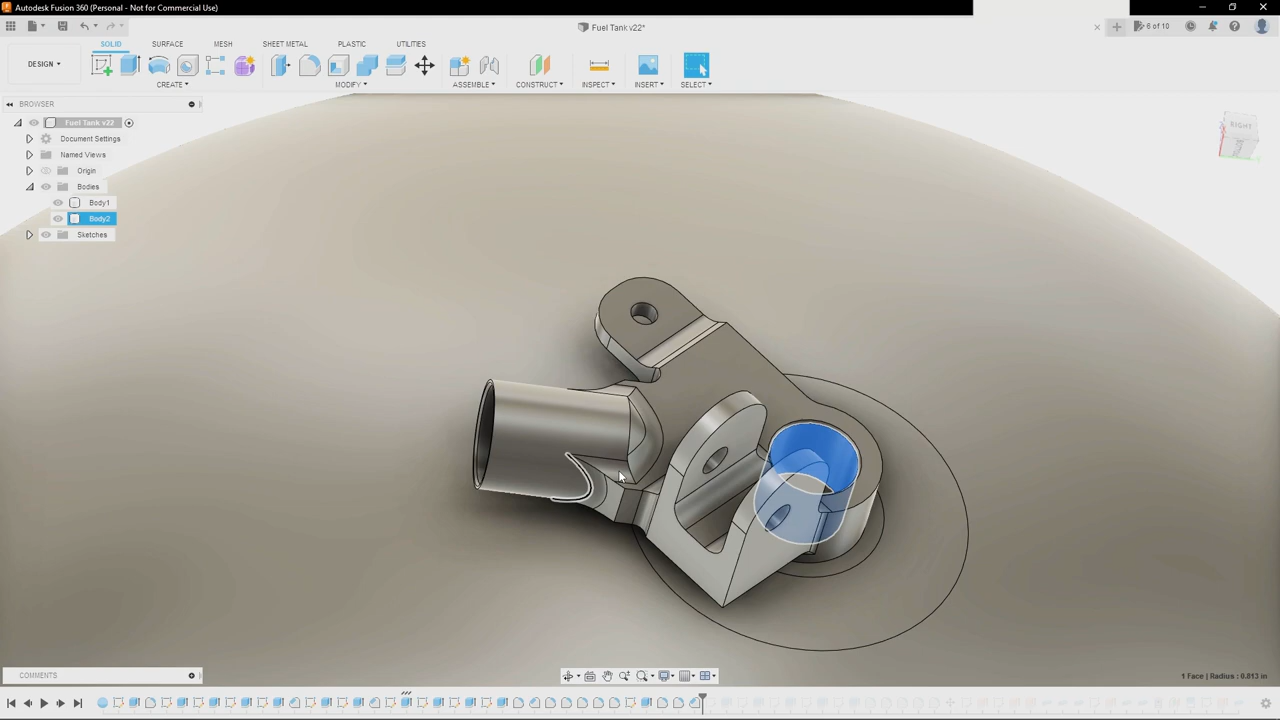 Autodesk Fusion 360 (Personal - Not for Commercial Use)
Fuel Tank v22*
6 of 10
SOLID SURFACE MESH SHEET METAL PLASTIC UTILITIES
DESIGN
CREATE MODIFY ASSEMBLE CONSTRUCT INSPECT INSERT SELECT
BROWSER
Fuel Tank v22
Document Settings
Named Views
Origin
Bodies
Body1
Body2
Sketches
RIGHT
COMMENTS
1 Face | Radius : 0.813 in